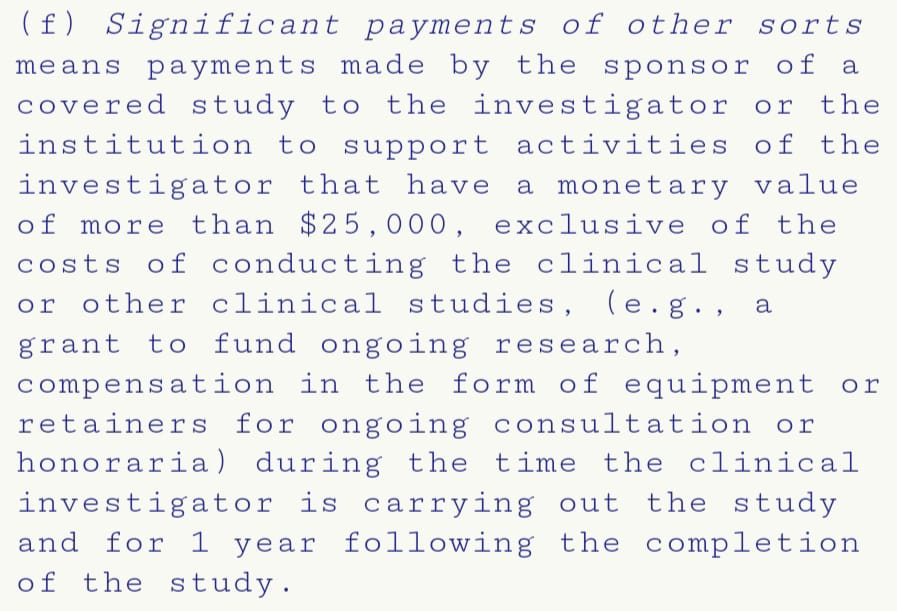 (f) Significant payments of other sorts
means payments made by the sponsor of a
covered study to the investigator or the
institution to support activities of the
investigator that have a monetary value
of more than $25,000, exclusive of the
costs of conducting the clinical study
or other clinical studies, (e.g., a
grant to fund ongoing research,
compensation in the form of equipment or
retainers for ongoing consultation or
honoraria) during the time the clinical
investigator is carrying out the study
and for 1 year following the completion
of the study.